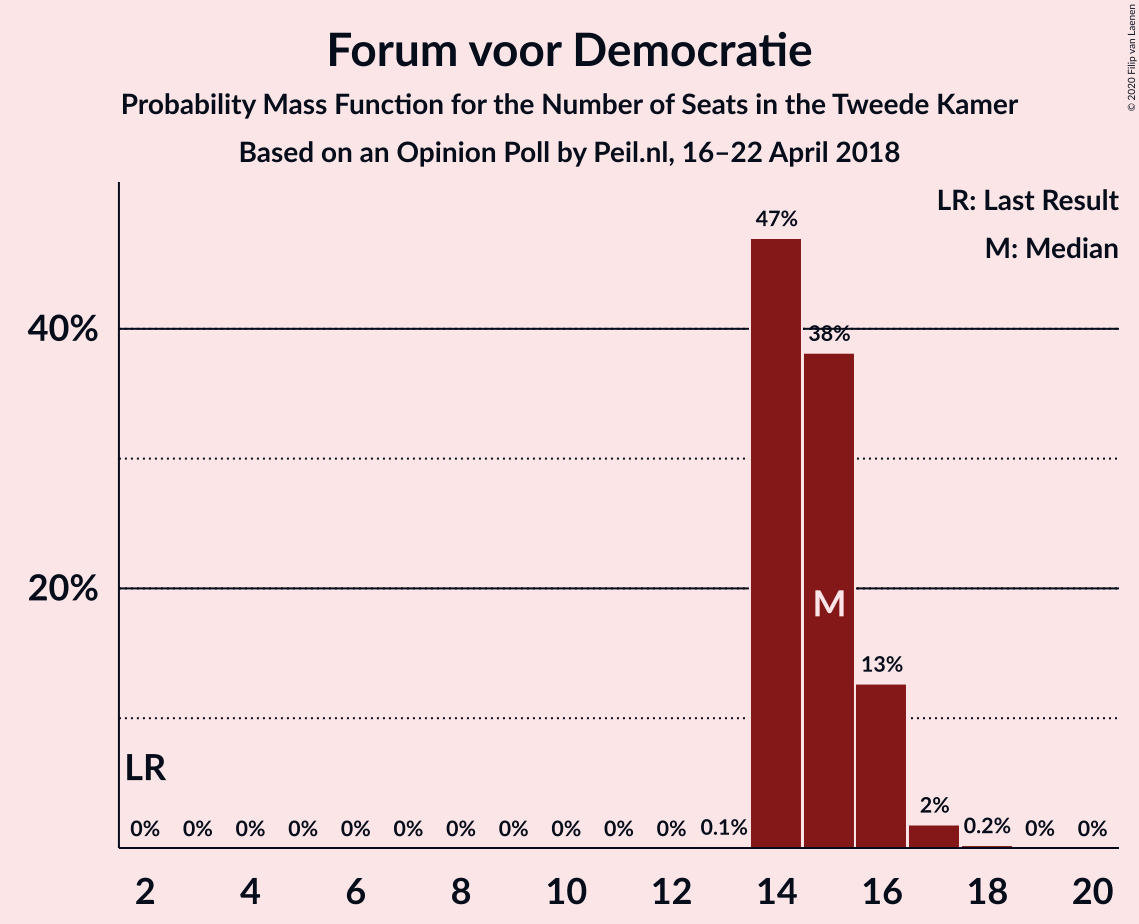 Forum voor Democratie
Probability Mass Function for the Number of Seats in the Tweede Kamer
Based on an Opinion Poll by Peil.nl, 16–22 April 2018
© 2020 Filip van Laenen
LR: Last Result
M: Median
47%
40%
38%
20%
M
13%
LR
2%
0% 0% 0% 0% 0% 0% 0% 0% 0% 0% 0% 0.1% 0.2% 0% 0%
2 4 6 8 10 12 14 16 18 20